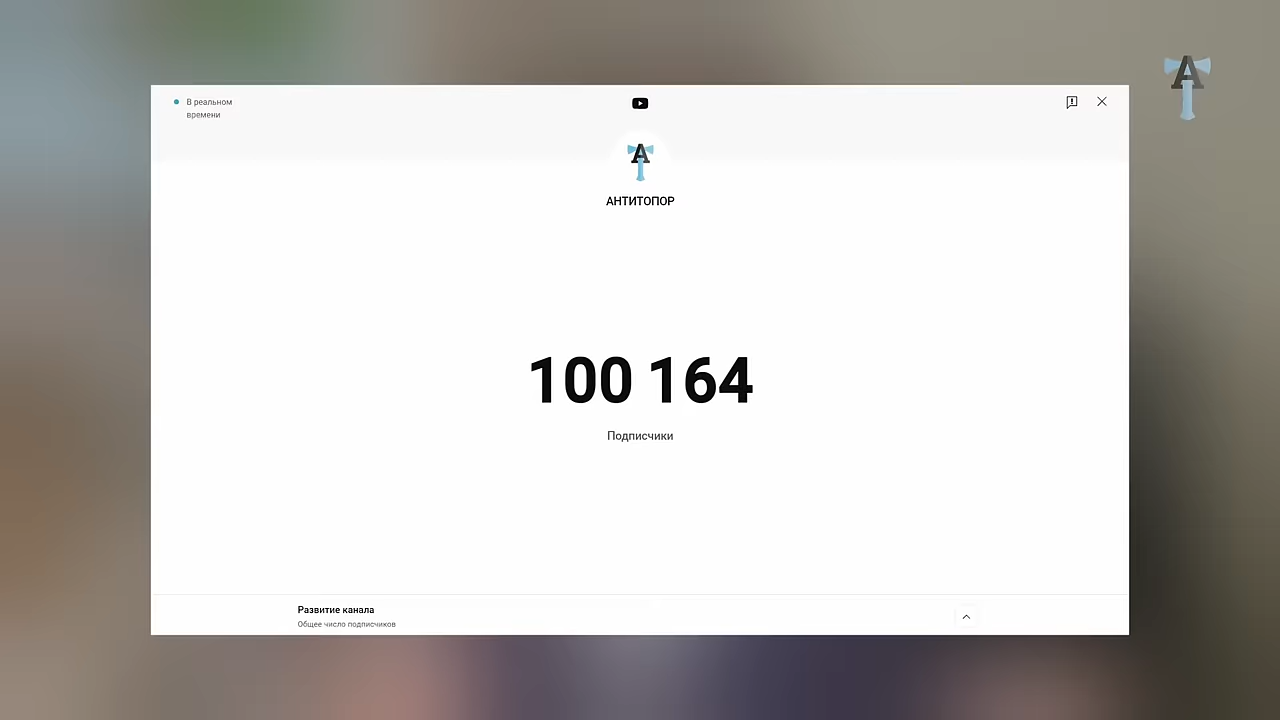 В реальном
времени
АНТИТОПОР
100 164
Подписчики
Развитие канала
Общее число подписчиков